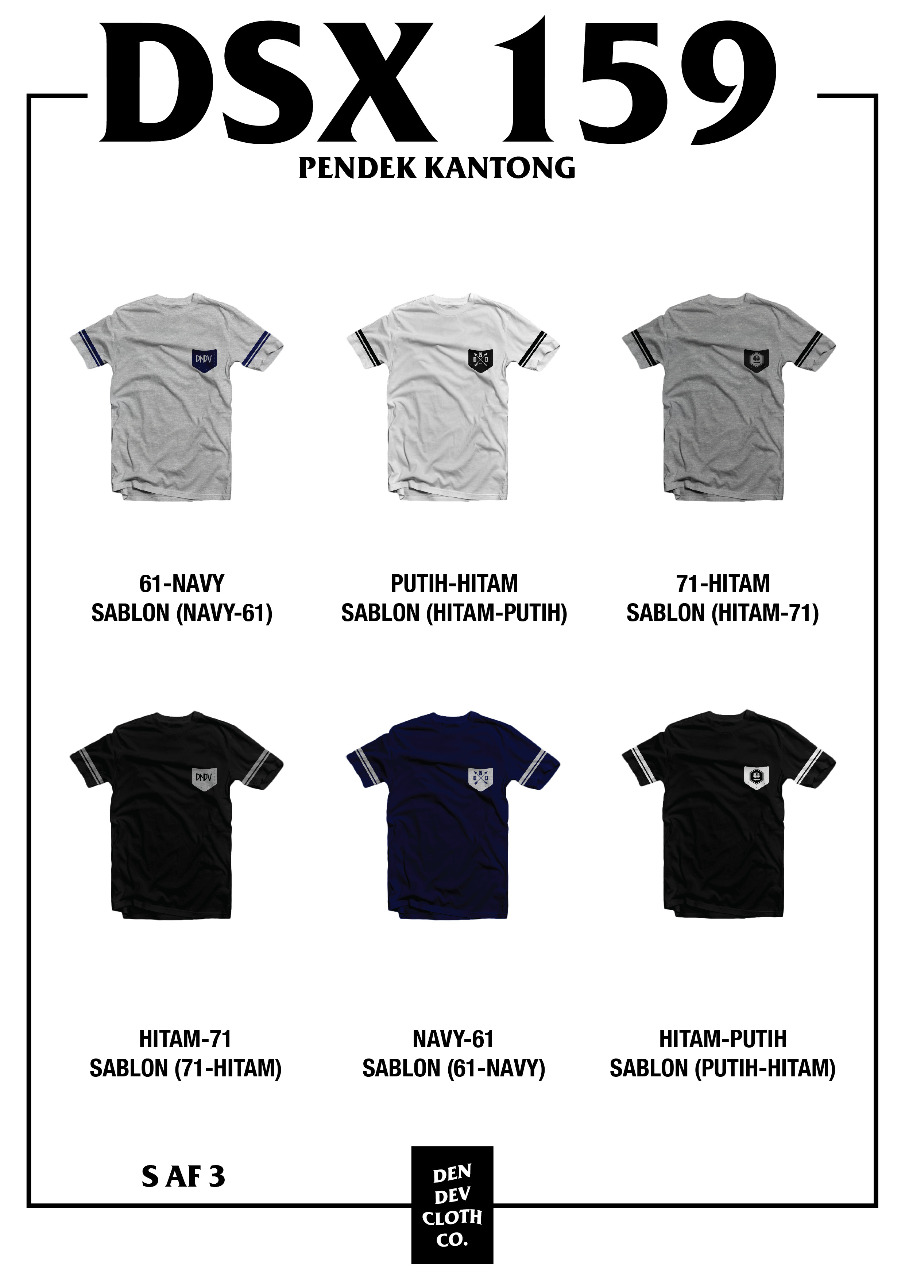 DSX 159
PENDEK KANTONG
DNDV
61-NAVY
SABLON (NAVY-61)
PUTIH-HITAM
SABLON (HITAM-PUTIH)
71-HITAM
SABLON (HITAM-71)
DNDV
HITAM-71
SABLON (71-HITAM)
NAVY-61
SABLON (61-NAVY)
HITAM-PUTIH
SABLON (PUTIH-HITAM)
S AF 3
DEN
DEV
CLOTH
CO.